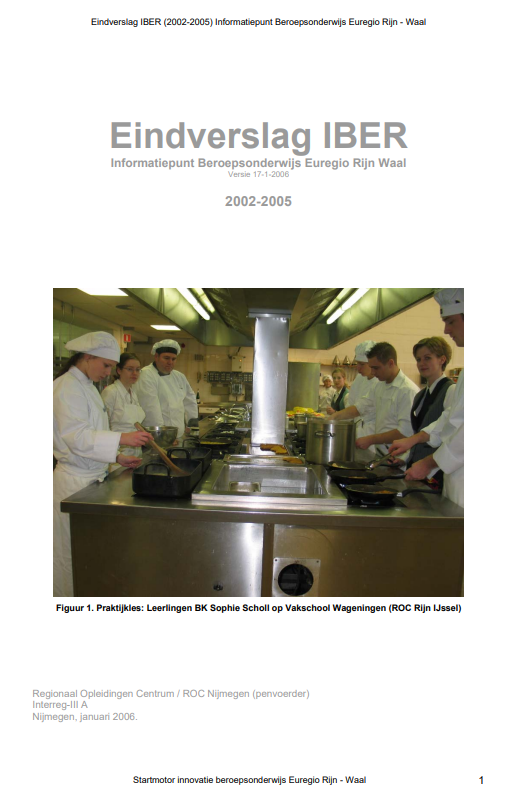 Eindverslag IBER (2002-2005) Informatiepunt Beroepsonderwijs Euregio Rijn - Waal
Eindverslag IBER
Informatiepunt Beroepsonderwijs Euregio Rijn Waal
Versie 17-1-2006
2002-2005
Figuur 1. Praktijkles: Leerlingen BK Sophie Scholl op Vakschool Wageningen (ROC Rijn IJssel)
Regionaal Opleidingen Centrum / ROC Nijmegen (penvoerder)
Interreg-III A
Nijmegen, januari 2006.
Startmotor innovatie beroepsonderwijs Euregio Rijn - Waal 1